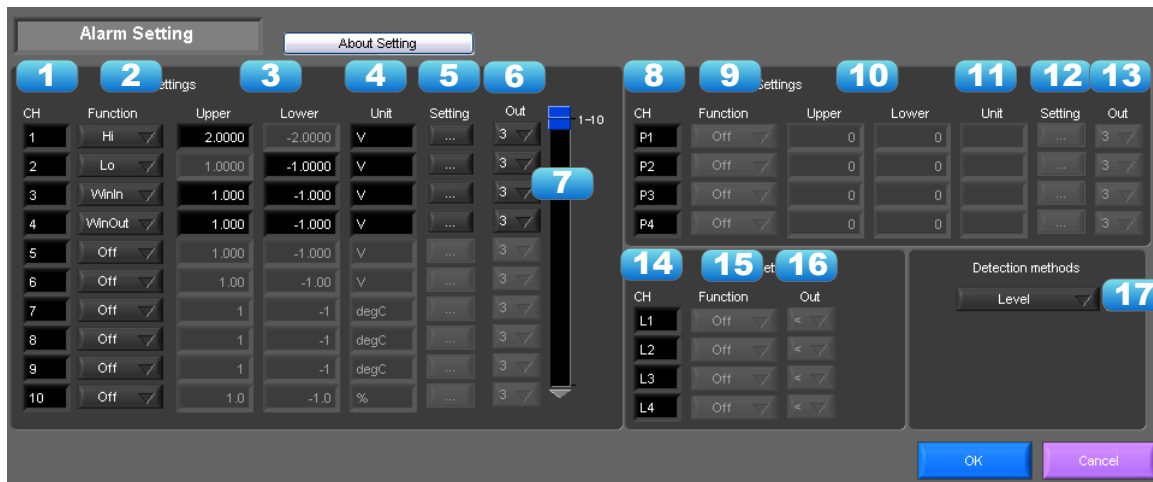 Alarm Setting
About Setting
1 2 3 4 5 6
ettings
CH Function Upper Lower Unit Setting Out
1 Hi 2.0000 -2.0000 V ... 3
2 Lo 1.0000 -1.0000 V ... 3
3 WinIn 1.000 -1.000 V ... 3
4 WinOut 1.000 -1.000 V ... 3
5 Off 1.000 -1.000 V ... 3
6 Off 1.00 -1.00 V ... 3
7 Off 1 -1 degC ... 3
8 Off 1 -1 degC ... 3
9 Off 1 -1 degC ... 3
10 Off 1.0 -1.0 % ... 3
1-10
7
8 9 10 11 12 13
Settings
CH Function Upper Lower Unit Setting Out
P1 Off 0 0 ... 3
P2 Off 0 0 ... 3
P3 Off 0 0 ... 3
P4 Off 0 0 ... 3
14 15 et 16
CH Function Out
L1 Off <
L2 Off <
L3 Off <
L4 Off <
Detection methods
Level 17
OK Cancel